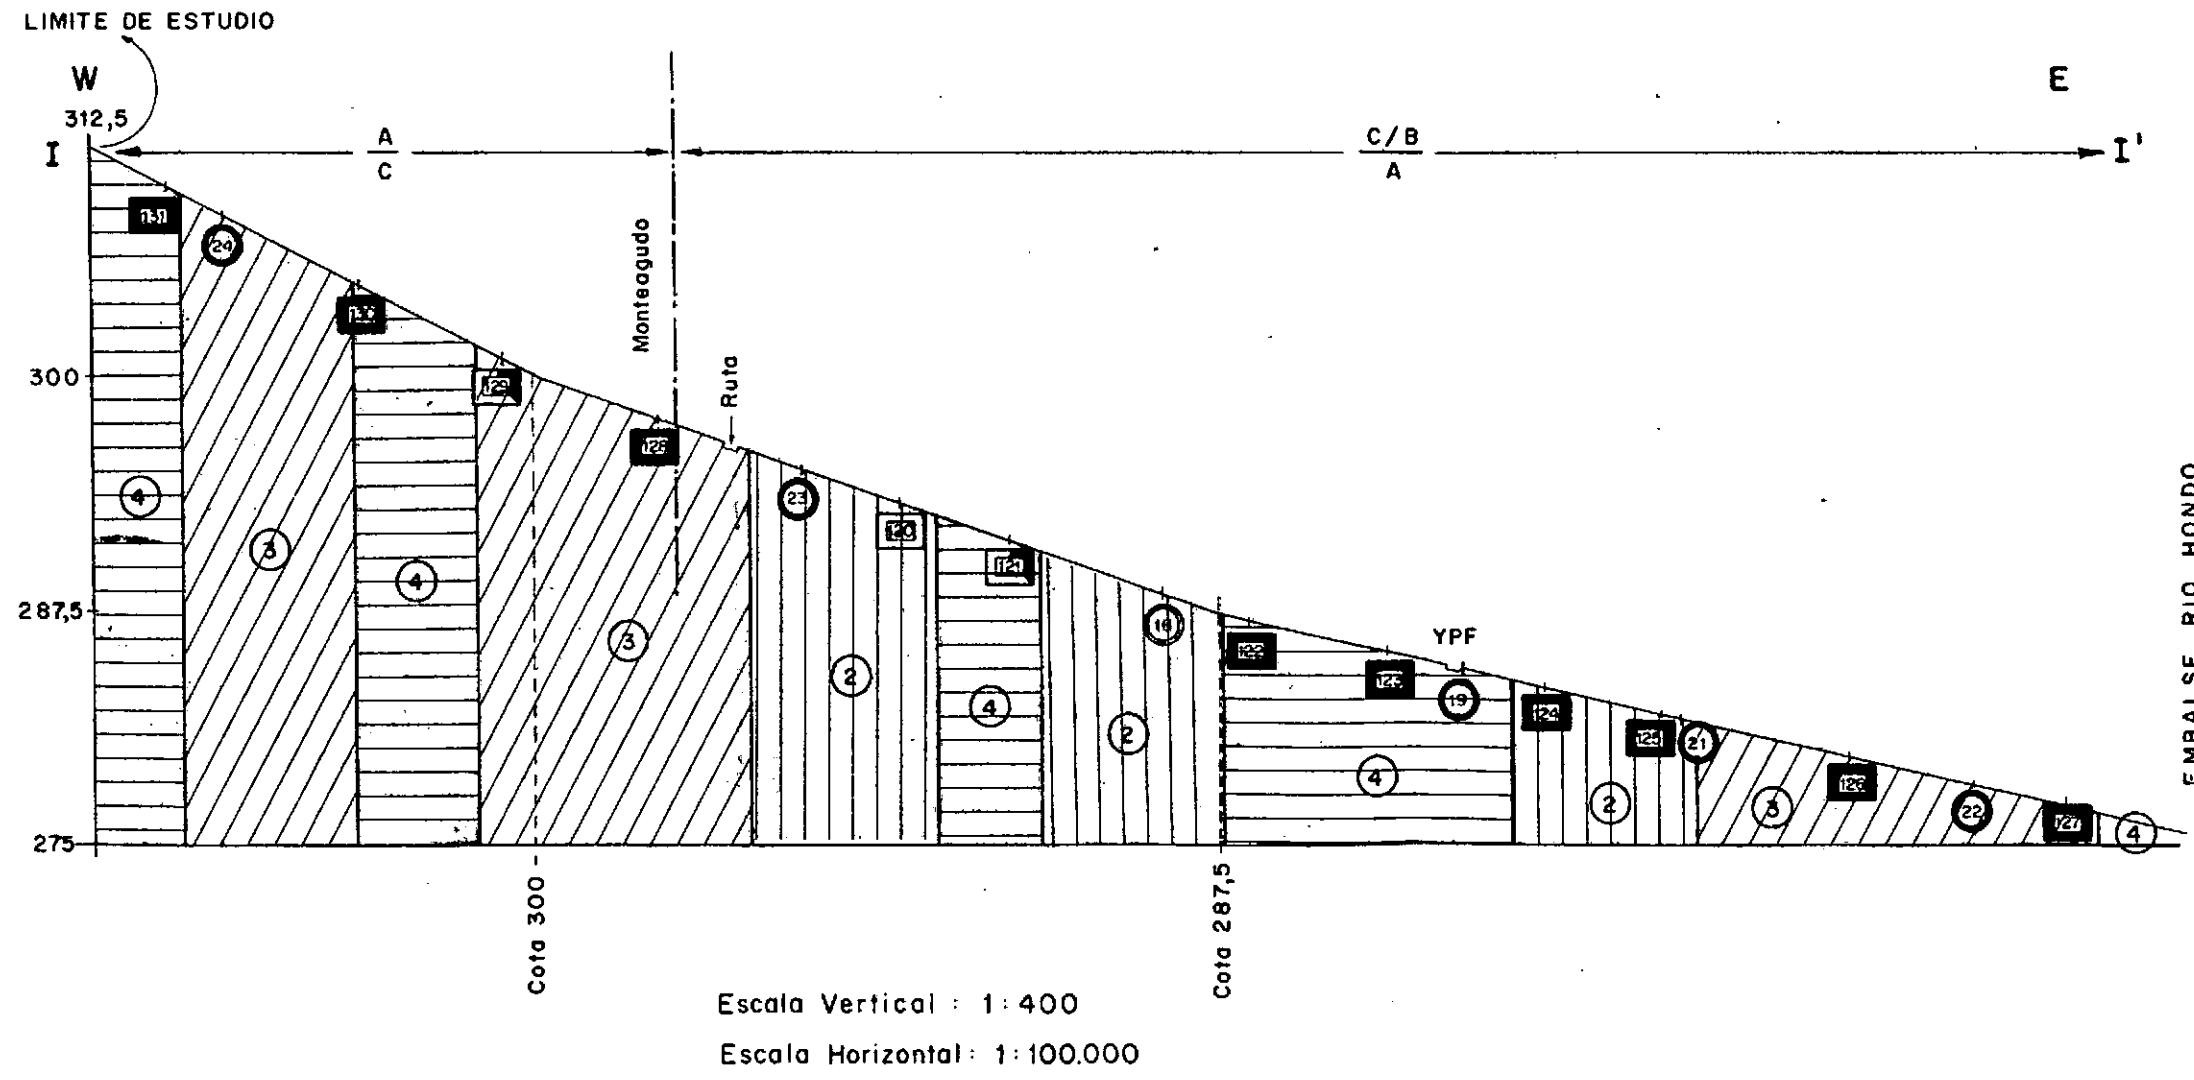 LIMITE DE ESTUDIO
W
E
312,5
I
A
C
C/B
A
I'
131
24
Monteagudo
130
300
129
Ruta
128
4
23
120
3
121
4
287,5
3
16
122
YPF
2
123
19
4
124
2
125
21
4
126
2
3
22
127
4
275
Cota 300
Cota 287,5
EMBALSE RIO HONDO
Escala Vertical : 1:400
Escala Horizontal: 1:100.000